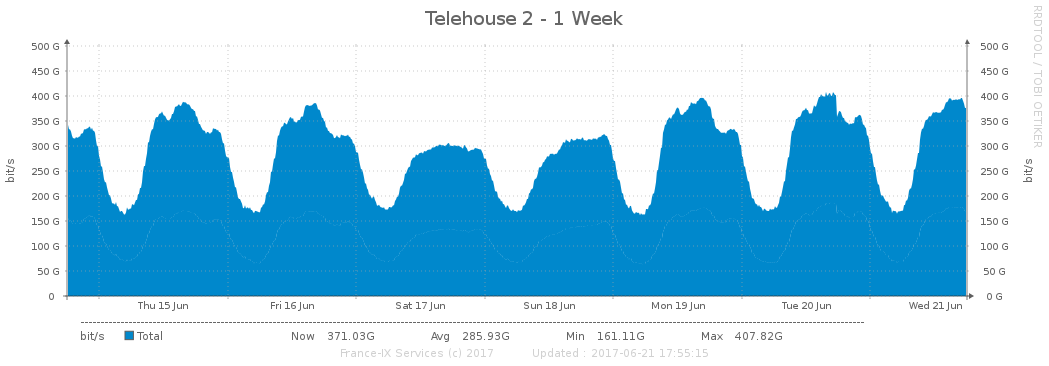 Telehouse 2 - 1 Week
RRDTOOL / TOBI OETIKER
500 G 500 G
450 G 450 G
400 G 400 G
350 G 350 G
300 G 300 G
250 G 250 G
200 G 200 G
150 G 150 G
100 G 100 G
50 G 50 G
0 0 G
bit/s bit/s
Thu 15 Jun Fri 16 Jun Sat 17 Jun Sun 18 Jun Mon 19 Jun Tue 20 Jun Wed 21 Jun
bit/s Total Now 371.03G Avg 285.93G Min 161.11G Max 407.82G
France-IX Services (c) 2017 Updated : 2017-06-21 17:55:15